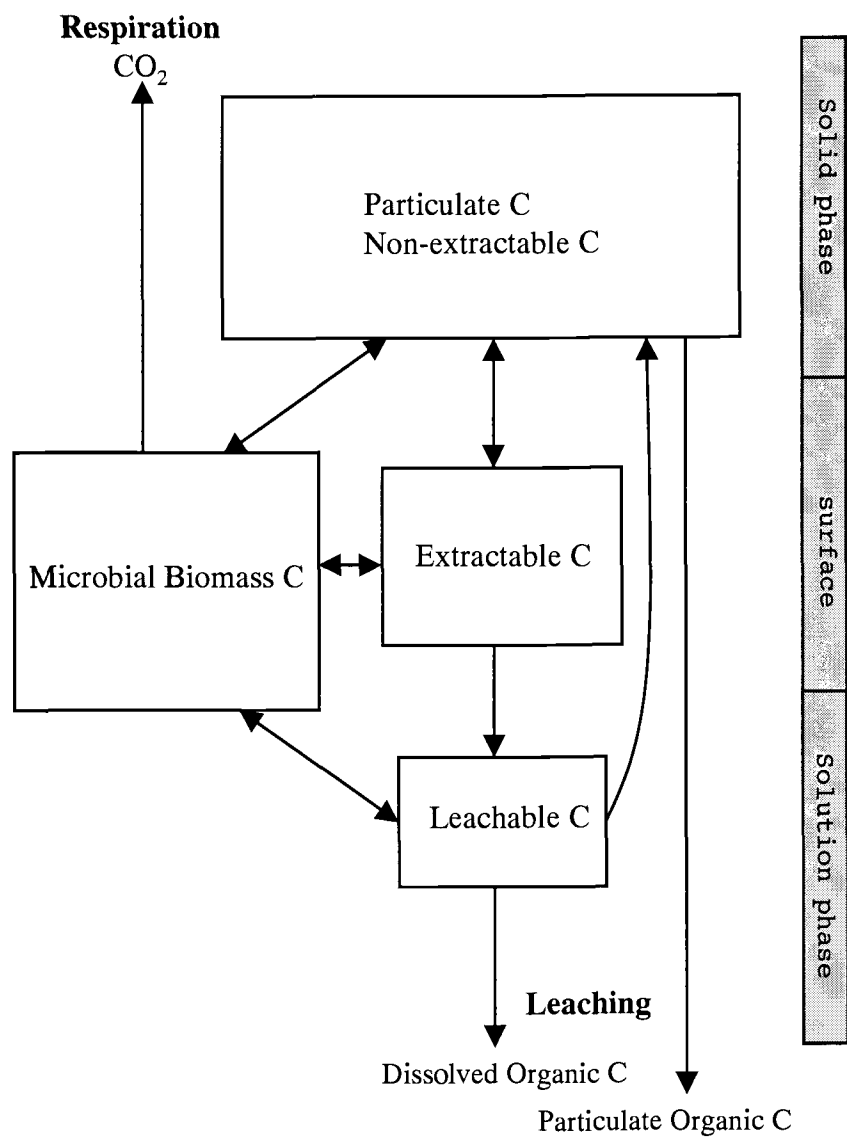 Respiration
CO₂
Particulate C
Non-extractable C
Solid phase
Microbial Biomass C
Extractable C
surface
Leachable C
Solution phase
Leaching
Dissolved Organic C
Particulate Organic C